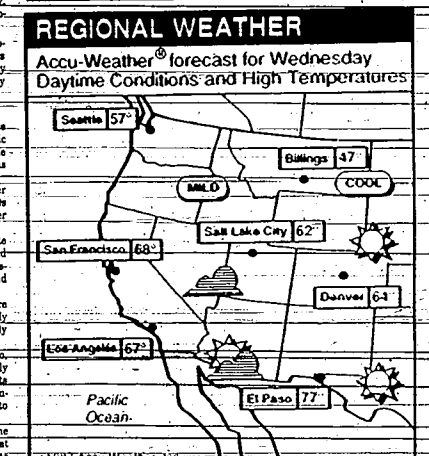 REGIONAL WEATHER
Accu-Weather® forecast for Wednesday
Daytime Conditions and High Temperatures
Seattle 57°
Billings 47°
MILD
COOL
Salt Lake City 62°
San Francisco 68°
Denver 64°
Los Angeles 67°
El Paso 77°
Pacific
Ocean